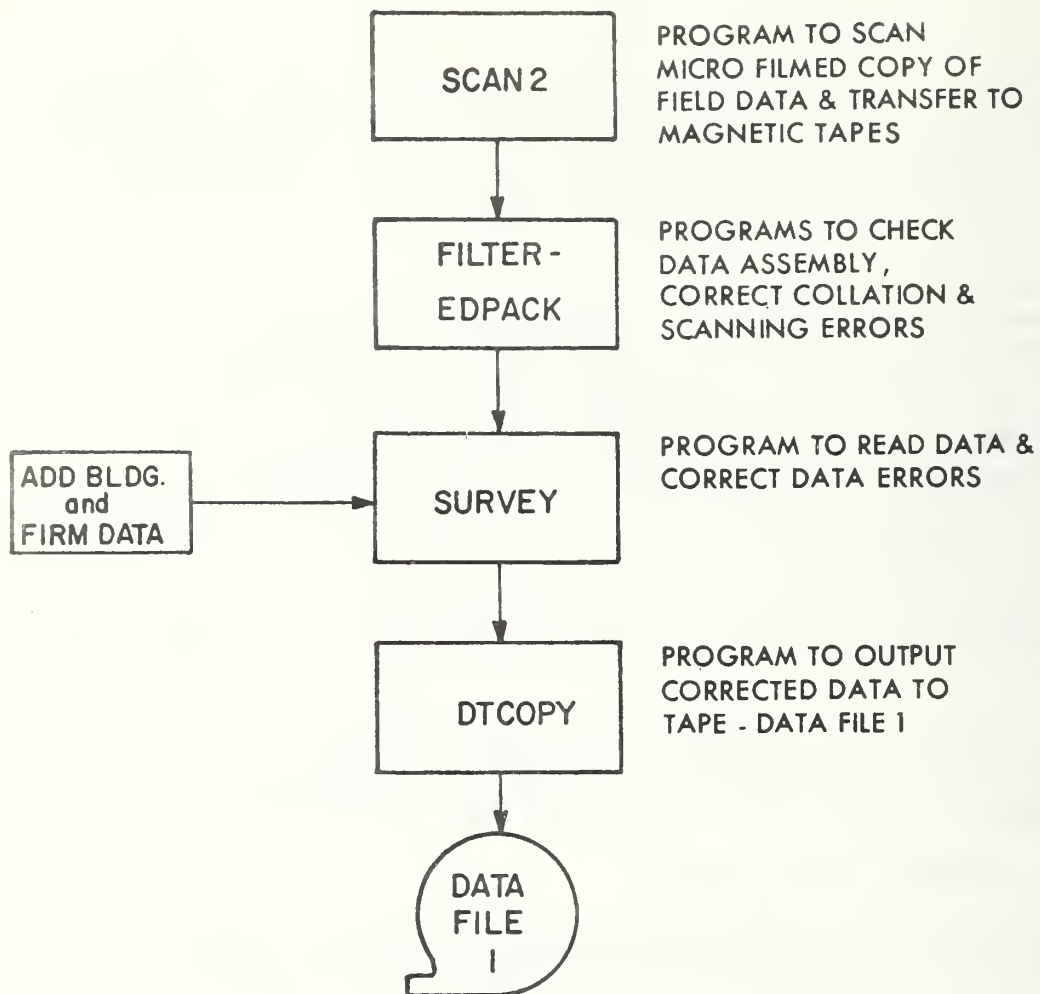 SCAN 2
PROGRAM TO SCAN
MICRO FILMED COPY OF
FIELD DATA & TRANSFER TO
MAGNETIC TAPES
FILTER -
EDPACK
PROGRAMS TO CHECK
DATA ASSEMBLY,
CORRECT COLLATION &
SCANNING ERRORS
ADD BLDG.
and
FIRM DATA
SURVEY
PROGRAM TO READ DATA &
CORRECT DATA ERRORS
DTCOPY
PROGRAM TO OUTPUT
CORRECTED DATA TO
TAPE - DATA FILE 1
DATA
FILE
1